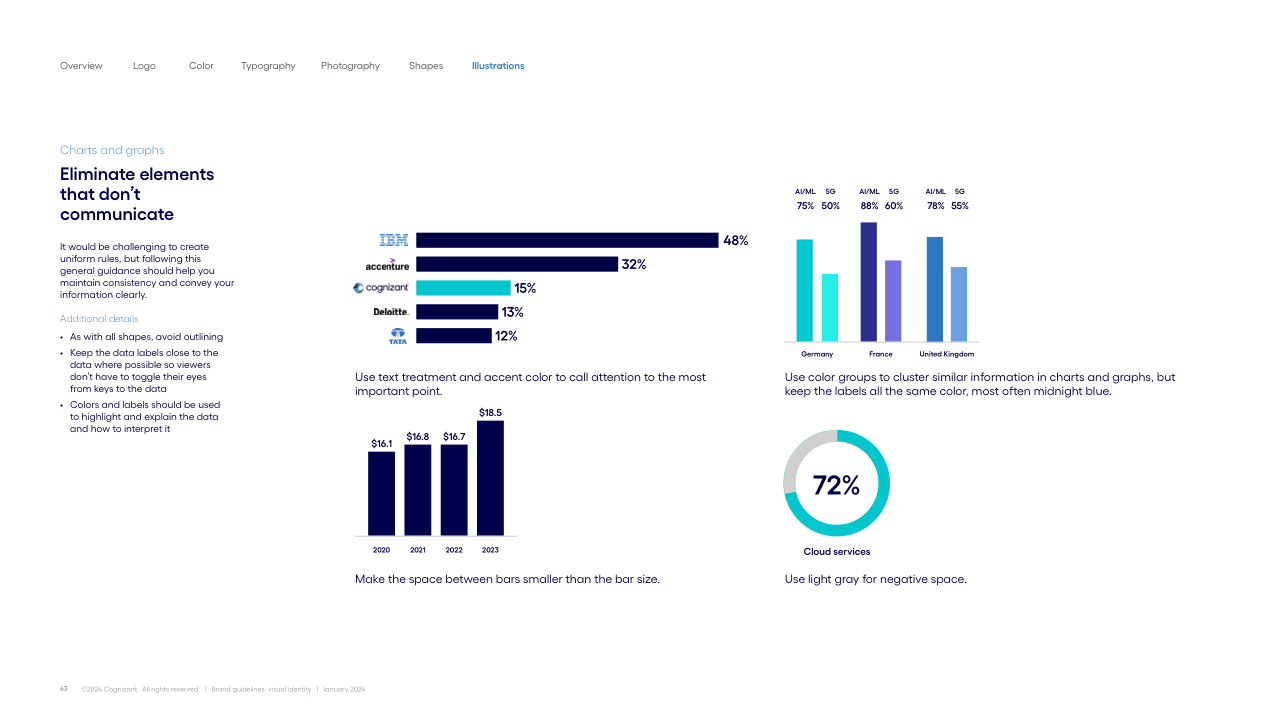 Overview Logo Color Typography Photography Shapes Illustrations
Charts and graphs
Eliminate elements
that don’t
communicate
It would be challenging to create
uniform rules, but following this
general guidance should help you
maintain consistency and convey your
information clearly.
Additional details
• As with all shapes, avoid outlining
• Keep the data labels close to the
data where possible so viewers
don’t have to toggle their eyes
from keys to the data
• Colors and labels should be used
to highlight and explain the data
and how to interpret it
IBM 48%
accenture 32%
cognizant 15%
Deloitte. 13%
TATA 12%
Use text treatment and accent color to call attention to the most
important point.
AI/ML 5G AI/ML 5G AI/ML 5G
75% 50% 88% 60% 78% 55%
Germany France United Kingdom
Use color groups to cluster similar information in charts and graphs, but
keep the labels all the same color, most often midnight blue.
$16.1 $16.8 $16.7 $18.5
2020 2021 2022 2023
Make the space between bars smaller than the bar size.
72%
Cloud services
Use light gray for negative space.
63 ©2024 Cognizant. All rights reserved. | Brand guidelines: visual identity | January 2024